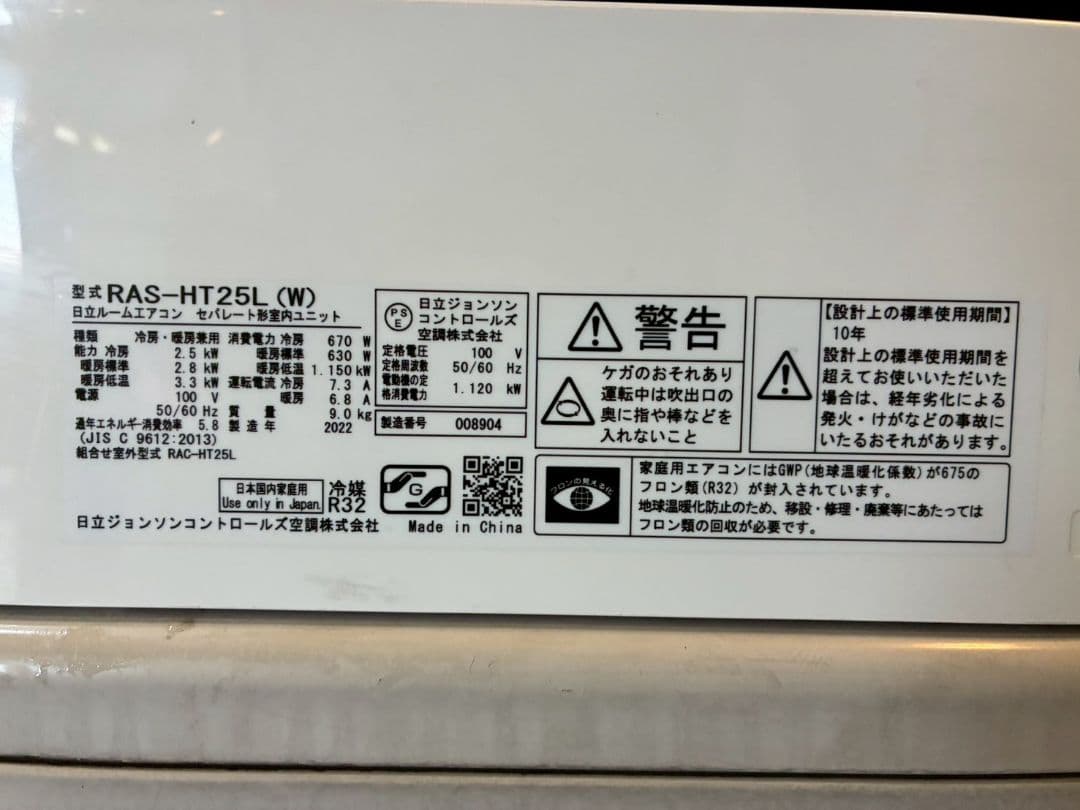 型式 RAS-HT25L(W)
日立ルームエアコン セパレート形室内ユニット
種類 冷房・暖房兼用
能力 冷房 2.5 kW
暖房標準 2.8 kW
暖房低温 3.3 kW
電源 100 V
50/60 Hz
通年エネルギー消費効率 5.8
(JIS C 9612:2013)
組合せ室外型式 RAC-HT25L
消費電力 冷房 670 W
暖房標準 630 W
暖房低温 1.150 kW
運転電流 冷房 7.3 A
暖房 6.8 A
質量 9.0 kg
製造年 2022
PSE
日立ジョンソン
コントロールズ
空調株式会社
定格電圧 100 V
定格周波数 50/60 Hz
電動機の定
格消費電力 1.120 kW
製造番号 008904
日本国内家庭用
Use only in Japan
冷媒
R32
G
日立ジョンソンコントロールズ空調株式会社 Made in China
警告
ケガのおそれあり
運転中は吹出口の
奥に指や棒などを
入れないこと
【設計上の標準使用期間】
10年
設計上の標準使用期間を
超えてお使いいただいた
場合は、経年劣化による
発火・けがなどの事故に
いたるおそれがあります。
フロンの見える化
家庭用エアコンにはGWP(地球温暖化係数)が675の
フロン類(R32)が封入されています。
地球温暖化防止のため、移設・修理・廃棄等にあたっては
フロン類の回収が必要です。